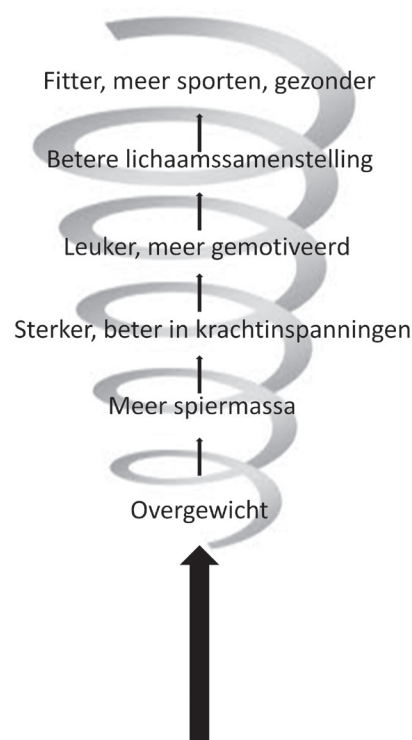 Fitter, meer sporten, gezonder
Betere lichaamssamenstelling
Leuker, meer gemotiveerd
Sterker, beter in krachtinspanningen
Meer spiermassa
Overgewicht